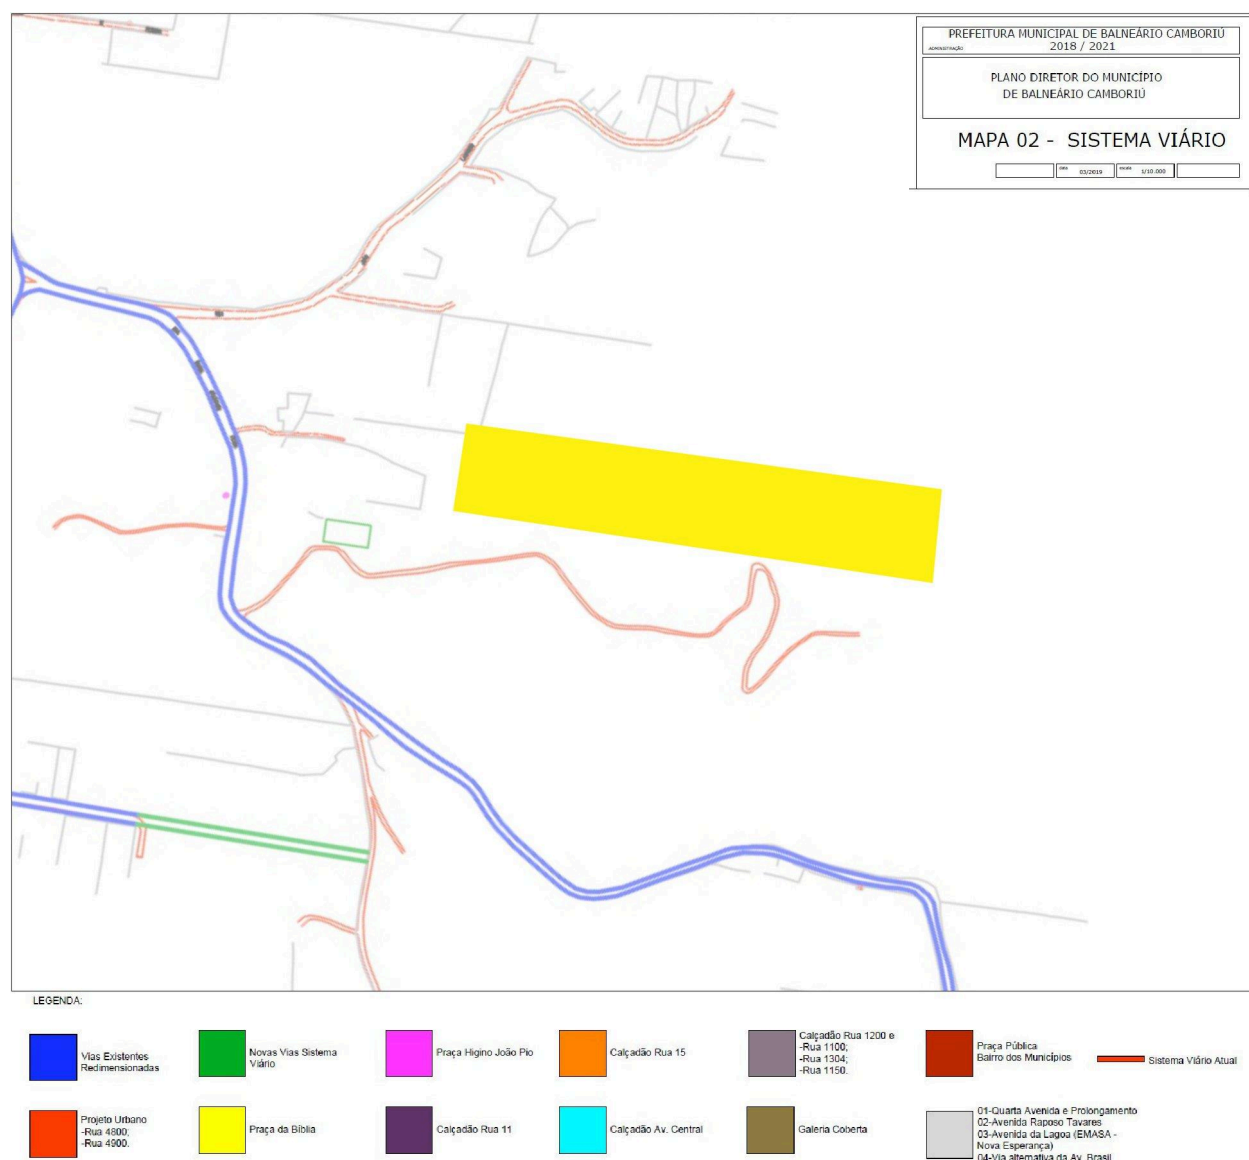 PREFEITURA MUNICIPAL DE BALNEÁRIO CAMBORIÚ
ADMINISTRAÇÃO
2018 / 2021
PLANO DIRETOR DO MUNICÍPIO
DE BALNEÁRIO CAMBORIÚ
MAPA 02 - SISTEMA VIÁRIO
03/2019
1/10.000
LEGENDA:
Vias Existentes
Redimensionadas
Novas Vias Sistema
Viário
Praça Higino João Pio
Calçadão Rua 15
Calçadão Rua 1200 e
-Rua 1100;
-Rua 1304;
-Rua 1150.
Praça Pública
Bairro dos Municípios
Sistema Viário Atual
Projeto Urbano
-Rua 4800;
-Rua 4900.
Praça da Bíblia
Calçadão Rua 11
Calçadão Av. Central
Galeria Coberta
01-Quarta Avenida e Prolongamento
02-Avenida Raposo Tavares
03-Avenida da Lagoa (EMASA -
Nova Esperança)
04-Via alternativa da Av. Brasil